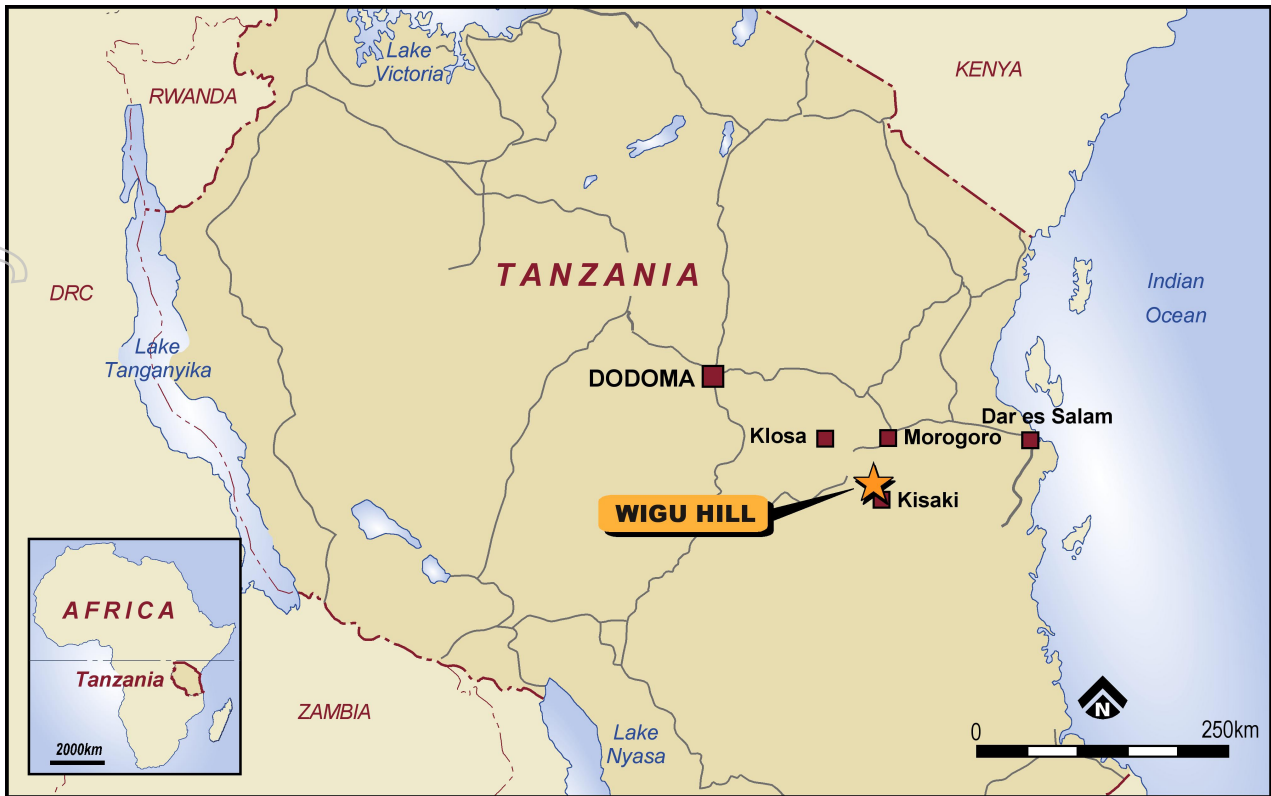 Lake
Victoria
KENYA
RWANDA
TANZANIA
Indian
Ocean
DRC
Lake
Tanganyika
DODOMA
Dar es Salam
Klosa
Morogoro
Kisaki
WIGU HILL
AFRICA
Tanzania
2000km
ZAMBIA
Lake
Nyasa
N
0
250km